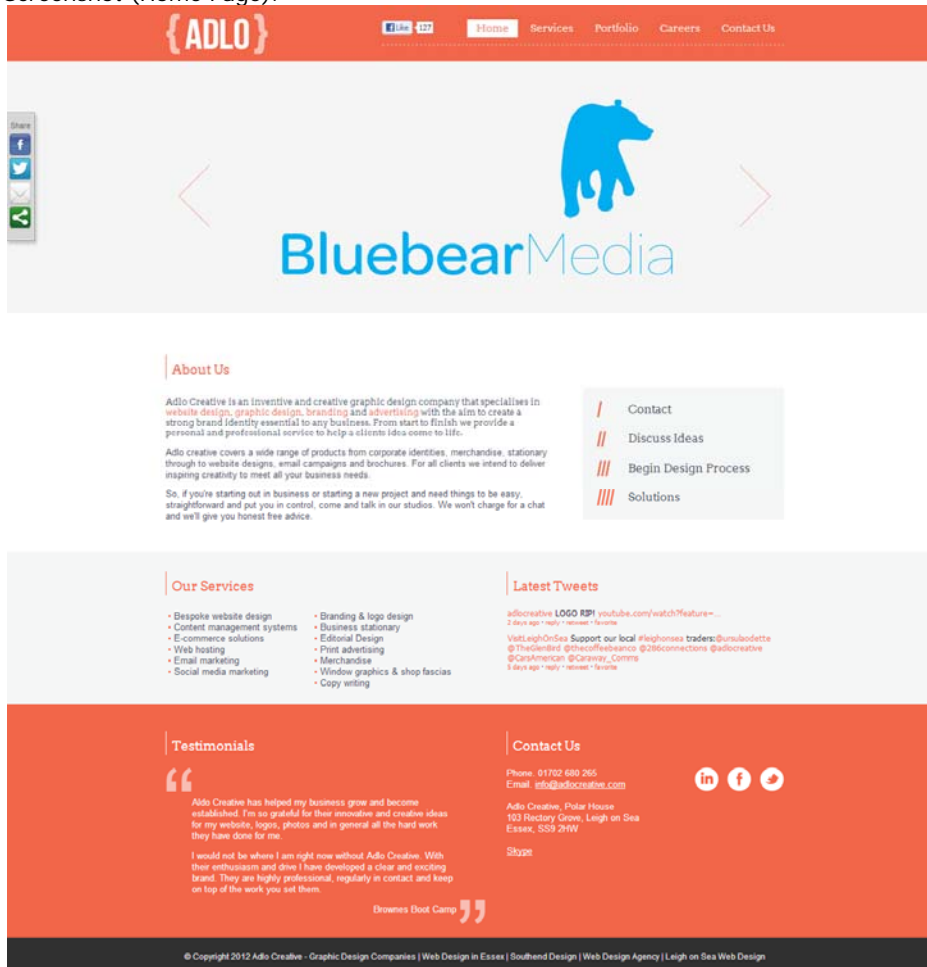 Screenshot (Home Page):
{ADLO}
Like 127
Home Services Portfolio Careers Contact Us
Share
BluebearMedia
About Us
Adlo Creative is an inventive and creative graphic design company that specialises in
website design, graphic design, branding and advertising with the aim to create a
strong brand identity essential to any business. From start to finish we provide a
personal and professional service to help a clients idea come to life.
Adlo creative covers a wide range of products from corporate identities, merchandise, stationary
through to website designs, email campaigns and brochures. For all clients we intend to deliver
inspiring creativity to meet all your business needs.
So, if you're starting out in business or starting a new project and need things to be easy,
straightforward and put you in control, come and talk in our studios. We won't charge for a chat
and we'll give you honest free advice.
/ Contact
// Discuss Ideas
/// Begin Design Process
//// Solutions
Our Services
• Bespoke website design
• Content management systems
• E-commerce solutions
• Web hosting
• Email marketing
• Social media marketing
• Branding & logo design
• Business stationary
• Editorial Design
• Print advertising
• Merchandise
• Window graphics & shop fascias
• Copy writing
Latest Tweets
adlocreative LOGO RIP! youtube.com/watch?feature=...
2 days ago • reply • retweet • favorite
VisitLeighOnSea Support our local #leighonsea traders:@ursulaodette
@TheGlenBird @thecoffeebeanco @286connections @adlocreative
@CarsAmerican @Caraway_Comms
5 days ago • reply • retweet • favorite
Testimonials
“
Aldo Creative has helped my business grow and become
established. I'm so grateful for their innovative and creative ideas
for my website, logos, photos and in general all the hard work
they have done for me.
I would not be where I am right now without Adlo Creative. With
their enthusiasm and drive I have developed a clear and exciting
brand. They are highly professional, regularly in contact and keep
on top of the work you set them.
Brownes Boot Camp ”
Contact Us
Phone. 01702 680 265
Email. info@adlocreative.com
Adlo Creative, Polar House
103 Rectory Grove, Leigh on Sea
Essex, SS9 2HW
Skype
in f
© Copyright 2012 Adlo Creative - Graphic Design Companies | Web Design in Essex | Southend Design | Web Design Agency | Leigh on Sea Web Design